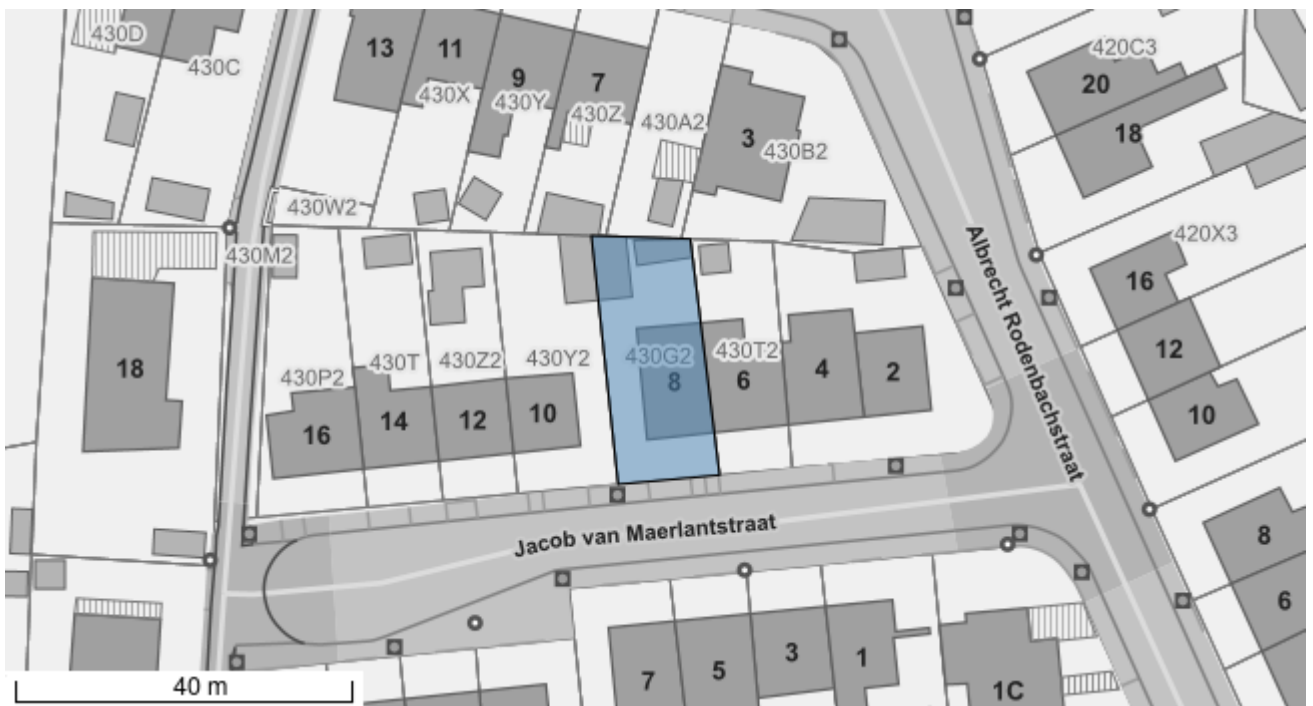 430D
430C
13
11
9
7
430X
430Y
430Z
430A2
3
430B2
420C3
20
18
430W2
430M2
420X3
Albrecht Rodenbachstraat
16
12
10
18
430P2
430T
430Z2
430Y2
430G2
430T2
16
14
12
10
8
6
4
2
Jacob van Maerlantstraat
8
6
7
5
3
1
1C
40 m